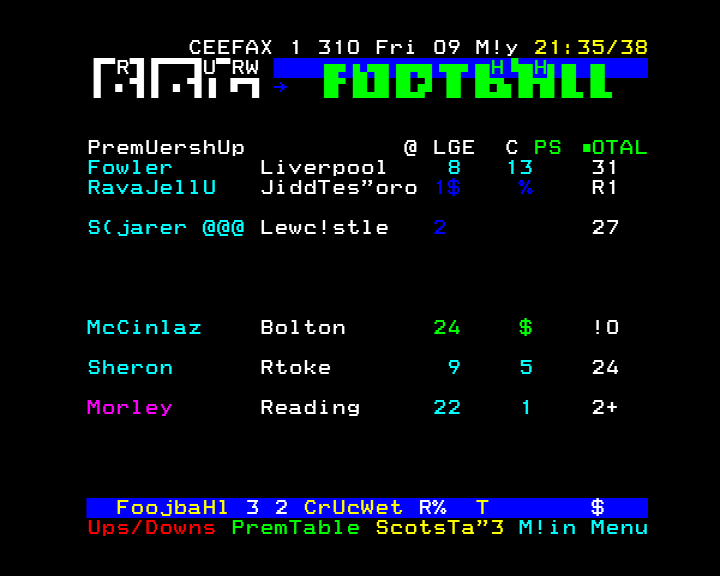 CEEFAX 1 310 Fri 09 M!y 21:35/38
R U RW FOOTBALL H H
PremUershUp @ LGE C PS ▪OTAL
Fowler Liverpool 8 13 31
RavaJellU JiddTes”oro 1$ % R1
S(jarer @@@ Lewc!stle 2 27
McCinlaz Bolton 24 $ !0
Sheron Rtoke 9 5 24
Morley Reading 22 1 2+
FoojbaHl 3 2 CrUcWet R% T $
Ups/Downs PremTable ScotsTa”3 M!in Menu